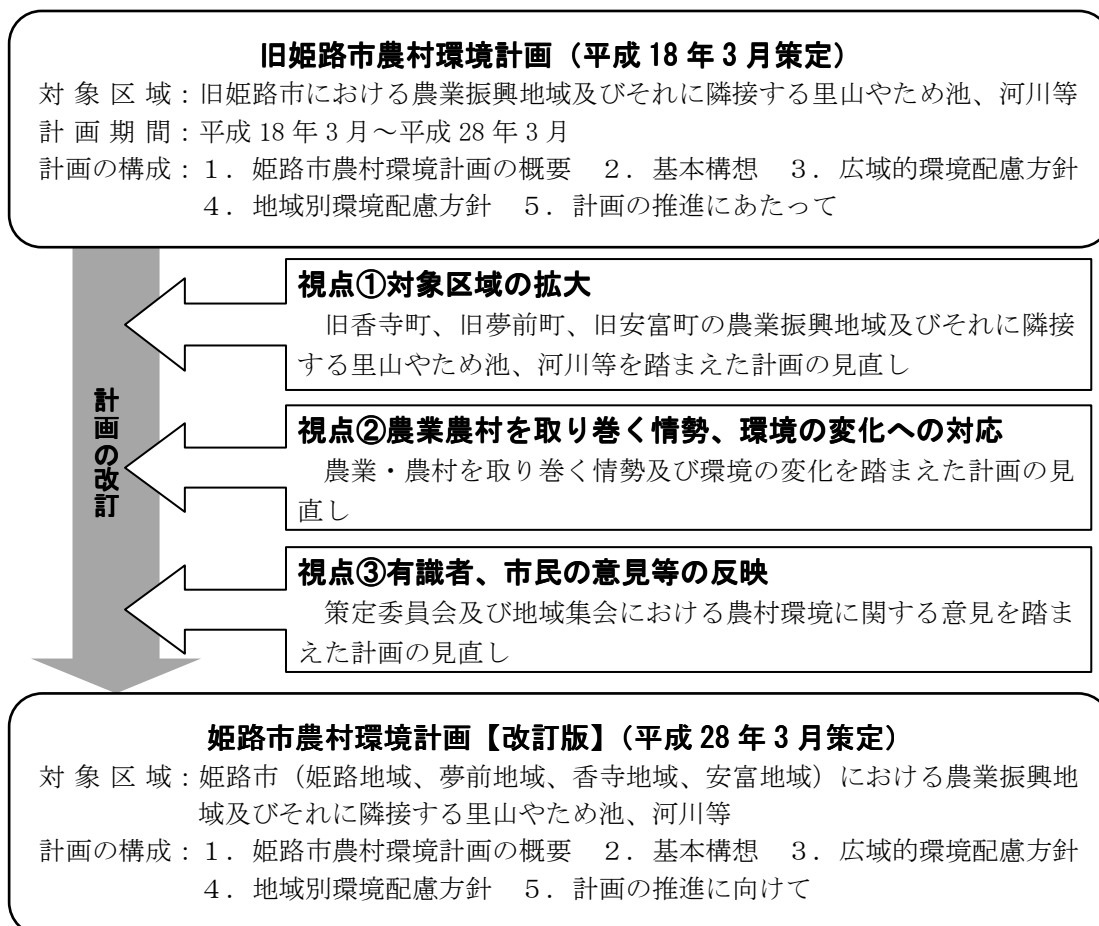 旧姫路市農村環境計画（平成18年3月策定）
対象区域：旧姫路市における農業振興地域及びそれに隣接する里山やため池、河川等
計画期間：平成18年3月～平成28年3月
計画の構成：１．姫路市農村環境計画の概要　２．基本構想　３．広域的環境配慮方針
４．地域別環境配慮方針　５．計画の推進にあたって
計画の改訂
視点①対象区域の拡大
旧香寺町、旧夢前町、旧安富町の農業振興地域及びそれに隣接
する里山やため池、河川等を踏まえた計画の見直し
視点②農業農村を取り巻く情勢、環境の変化への対応
農業・農村を取り巻く情勢及び環境の変化を踏まえた計画の見
直し
視点③有識者、市民の意見等の反映
策定委員会及び地域集会における農村環境に関する意見を踏ま
えた計画の見直し
姫路市農村環境計画【改訂版】（平成28年3月策定）
対象区域：姫路市（姫路地域、夢前地域、香寺地域、安富地域）における農業振興地
域及びそれに隣接する里山やため池、河川等
計画の構成：１．姫路市農村環境計画の概要　２．基本構想　３．広域的環境配慮方針
４．地域別環境配慮方針　５．計画の推進に向けて